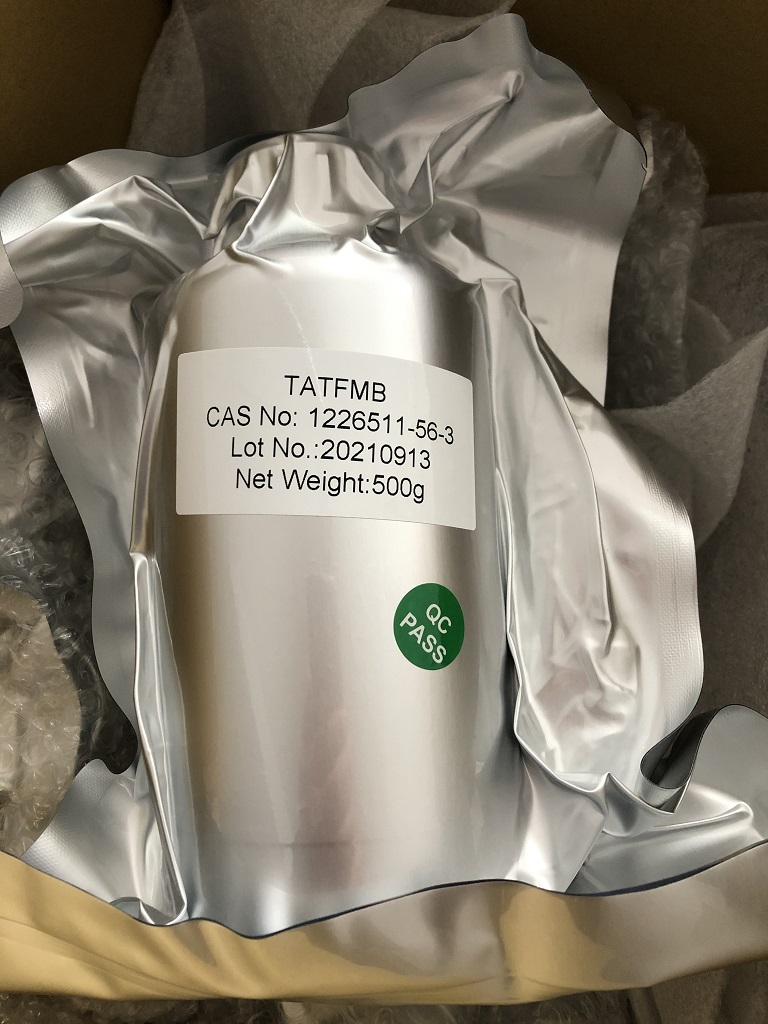 TATFMB
CAS No: 1226511-56-3
Lot No.:20210913
Net Weight:500g
QC
PASS